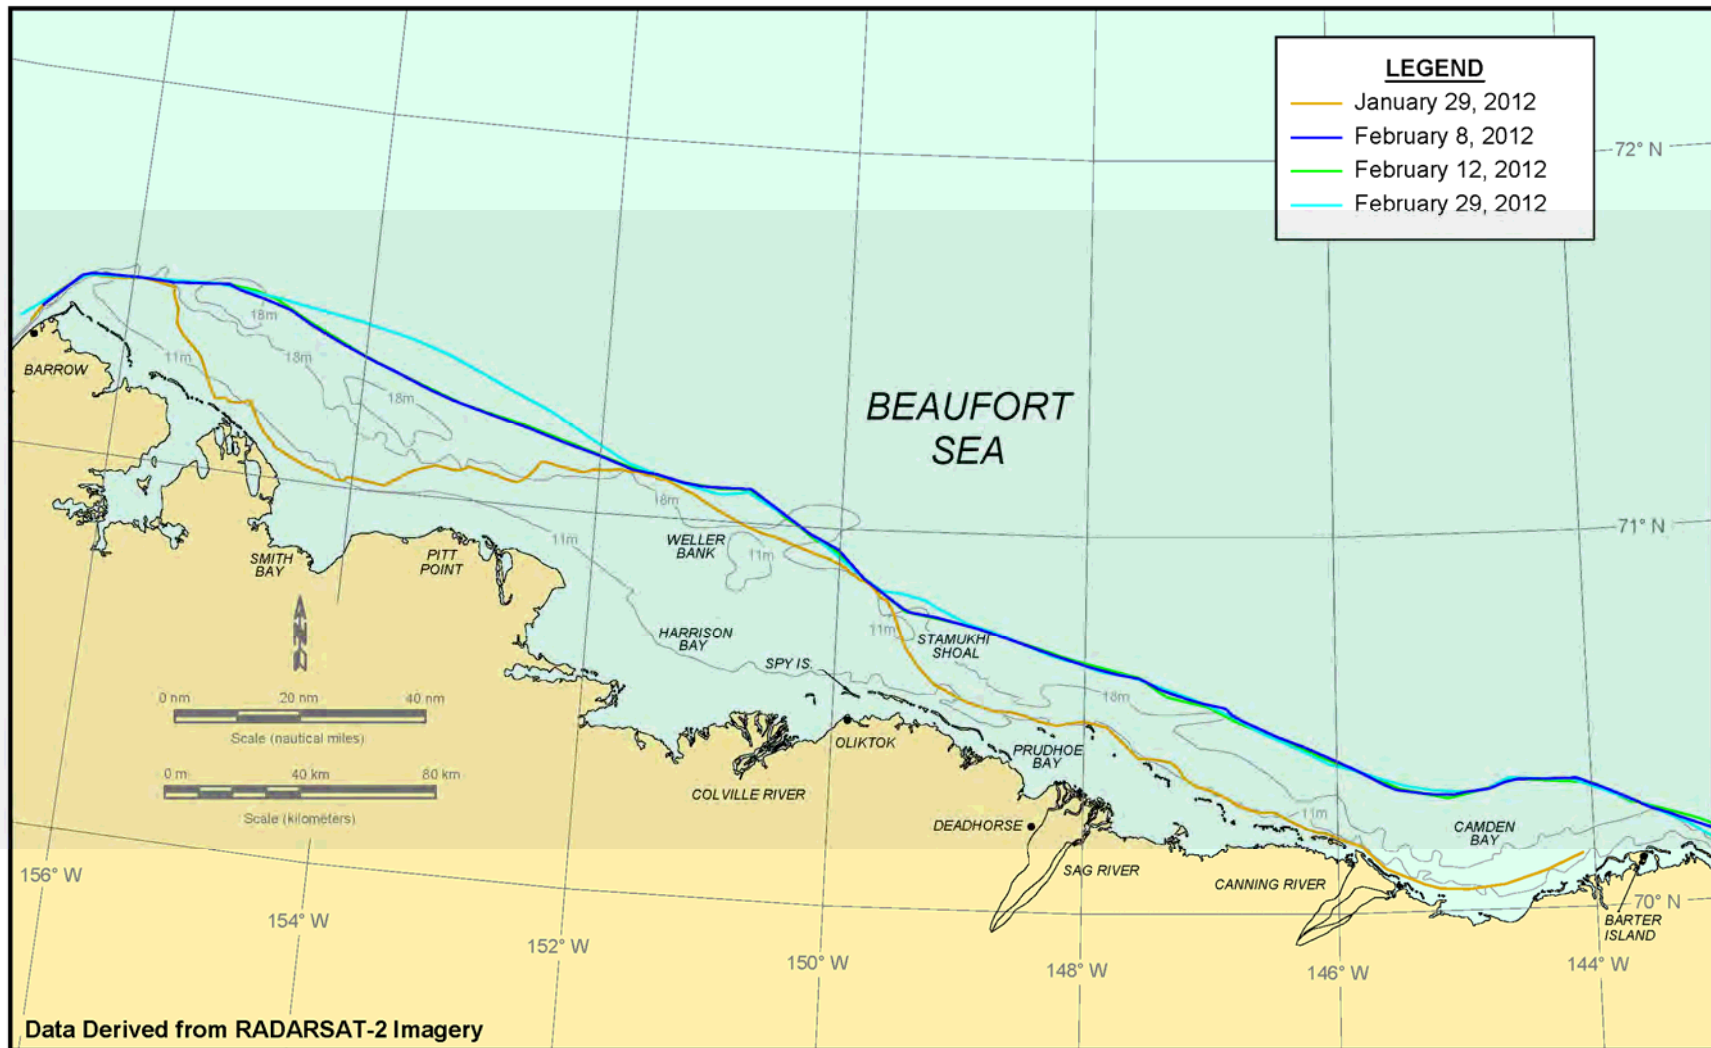 LEGEND
January 29, 2012
February 8, 2012
February 12, 2012
February 29, 2012
72° N
18m
11m
18m
BARROW
18m
BEAUFORT
SEA
18m
71° N
WELLER
BANK
11m
11m
SMITH
BAY
PITT
POINT
11m
HARRISON
BAY
STAMUKHI
SHOAL
SPY IS.
0 nm 20 nm 40 nm
18m
Scale (nautical miles)
OLIKTOK
PRUDHOE
BAY
0 m 40 km 80 km
COLVILLE RIVER
Scale (kilometers)
11m
DEADHORSE
CAMDEN
BAY
156° W
SAG RIVER
CANNING RIVER
70° N
154° W
BARTER
ISLAND
152° W
150° W
148° W
146° W
144° W
N
Data Derived from RADARSAT-2 Imagery